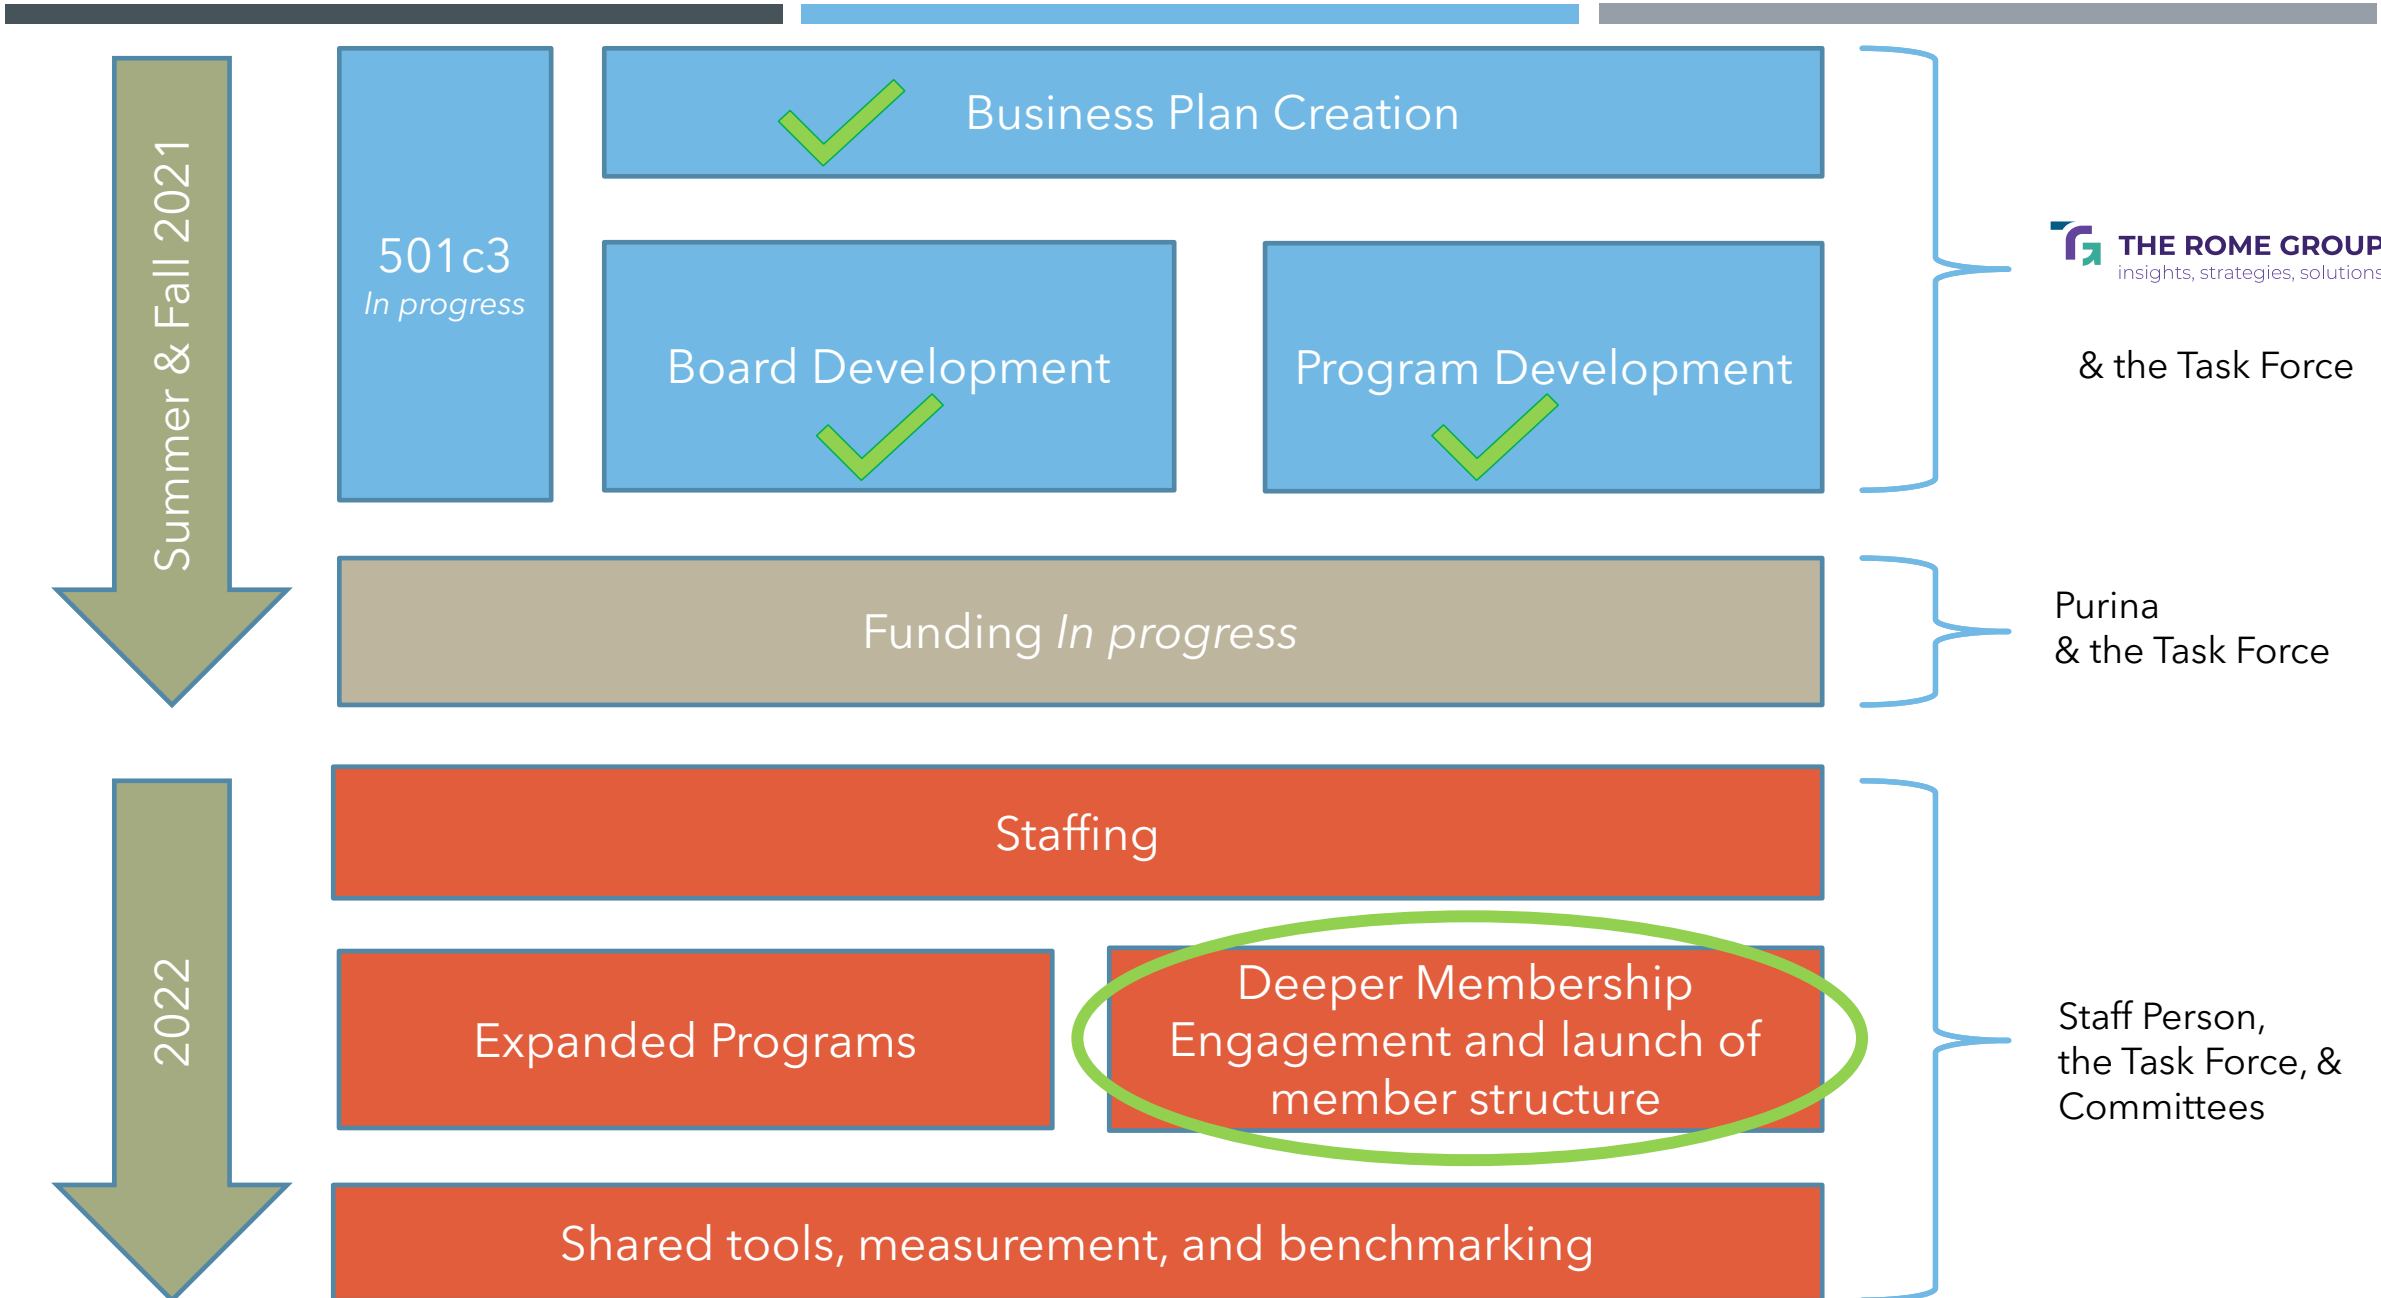 Summer & Fall 2021
501c3
In progress
Business Plan Creation
Board Development
Program Development
THE ROME GROUP
insights, strategies, solutions
& the Task Force
Funding In progress
Purina
& the Task Force
2022
Staffing
Expanded Programs
Deeper Membership
Engagement and launch of
member structure
Shared tools, measurement, and benchmarking
Staff Person,
the Task Force, &
Committees